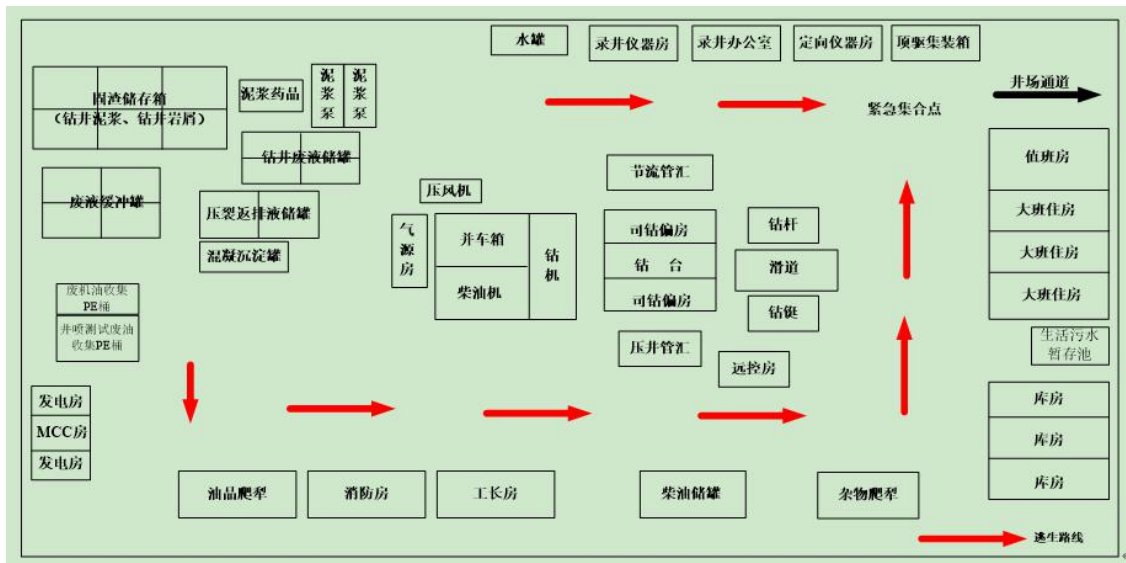 水罐
录井仪器房
录井办公室
定向仪器房
顶驱集装箱
固渣储存箱
（钻井泥浆、钻井岩屑）
泥浆药品
泥浆泵
泥浆泵
井场通道
紧急集合点
钻井废液储罐
值班房
废液缓冲罐
压裂返排液储罐
混凝沉淀罐
压风机
气源房
并车箱
柴油机
钻机
节流管汇
可钻偏房
钻 台
可钻偏房
压井管汇
钻杆
滑道
钻铤
远控房
大班住房
大班住房
大班住房
废机油收集
PE桶
井喷测试废油
收集PE桶
生活污水
暂存池
发电房
MCC房
发电房
库房
库房
库房
油品爬犁
消防房
工长房
柴油储罐
杂物爬犁
逃生路线